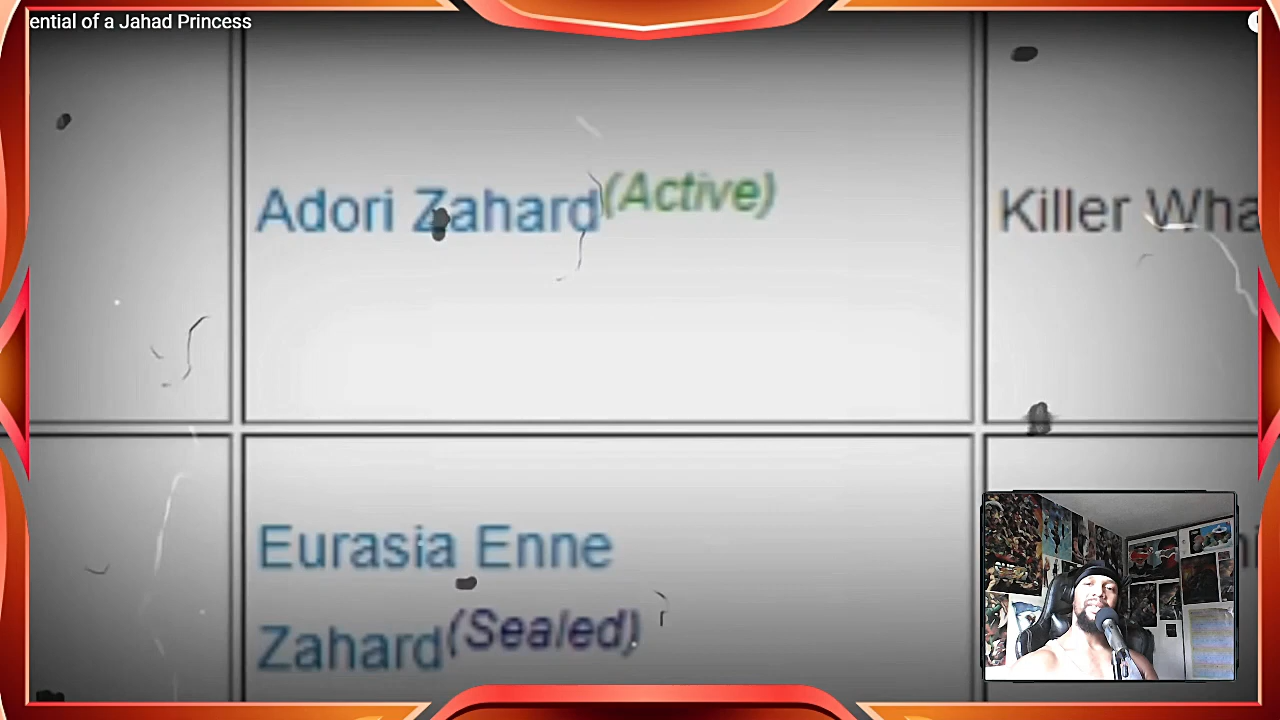 ential of a Jahad Princess
Adori Zahard(Active)
Killer Wha
Eurasia Enne
Zahard(Sealed)